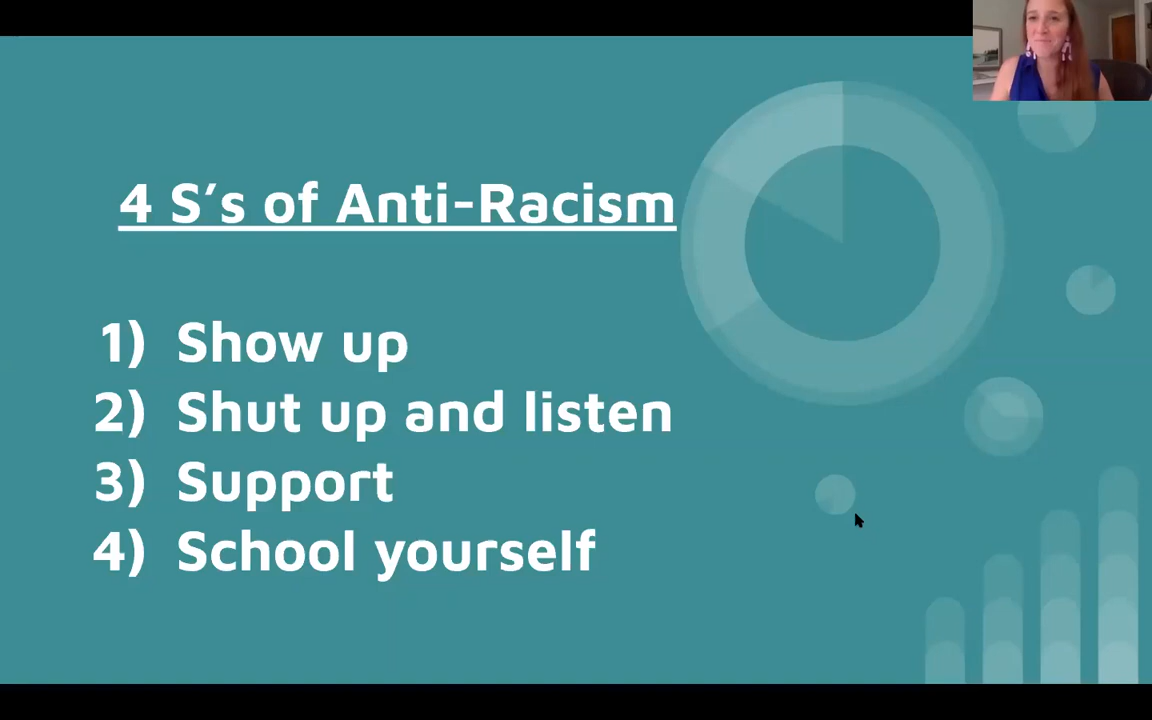 4 S’s of Anti-Racism
1) Show up
2) Shut up and listen
3) Support
4) School yourself